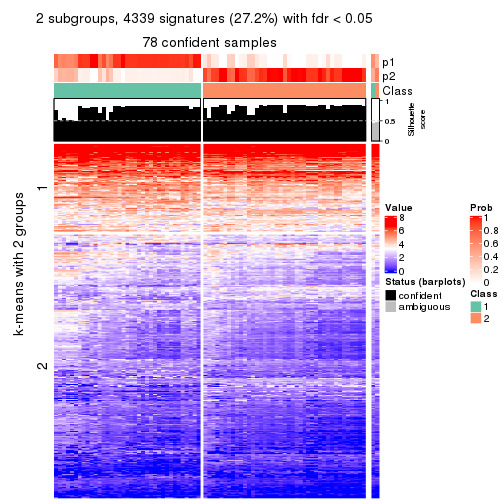 2 subgroups, 4339 signatures (27.2%) with fdr < 0.05
78 confident samples
p1
p2
Class
1
0.5
0
Silhouette
score
k-means with 2 groups
1
2
Value
8
6
4
2
0
Prob
1
0.8
0.6
0.4
0.2
0
Status (barplots)
confident
ambiguous
Class
1
2